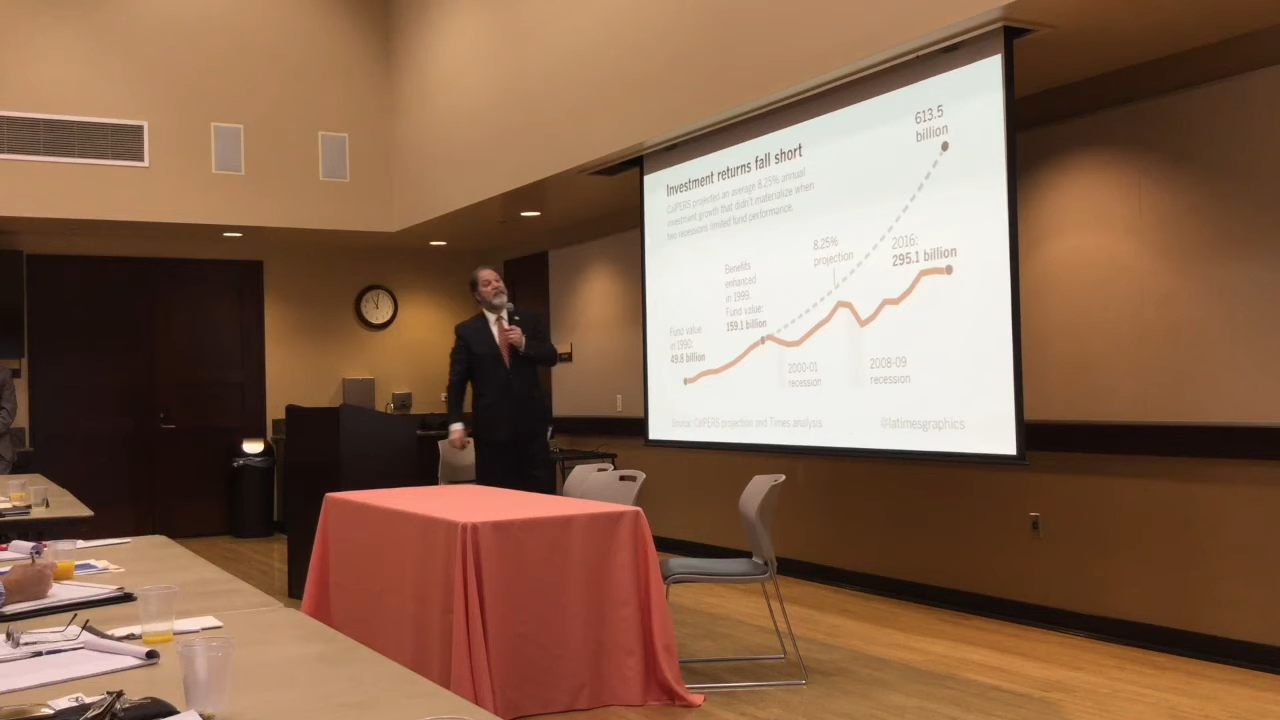 613.5
billion
Investment returns fall short
CalPERS projected an average 8.25% annual
investment growth that didn't materialize when
two recessions limited fund performance.
8.25%
projection
2016:
295.1 billion
Benefits
enhanced
in 1999.
Fund value:
159.1 billion
Fund value
in 1990:
49.8 billion
2000-01
recession
2008-09
recession
Source: CalPERS projection and Times analysis
@latimesgraphics